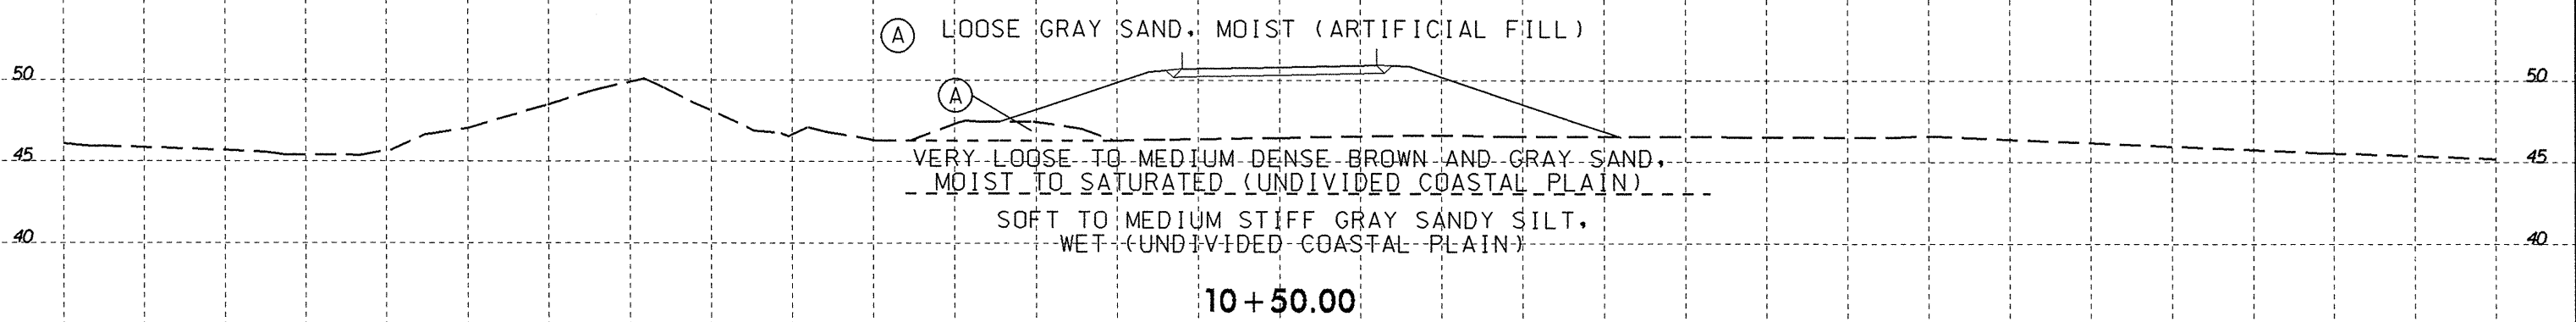 Ⓐ LOOSE GRAY SAND, MOIST (ARTIFICIAL FILL)
50 50
Ⓐ
45 45
VERY LOOSE TO MEDIUM DENSE BROWN AND GRAY SAND,
MOIST TO SATURATED (UNDIVIDED COASTAL PLAIN)
SOFT TO MEDIUM STIFF GRAY SANDY SILT,
40 40
WET (UNDIVIDED COASTAL PLAIN)
10+50.00